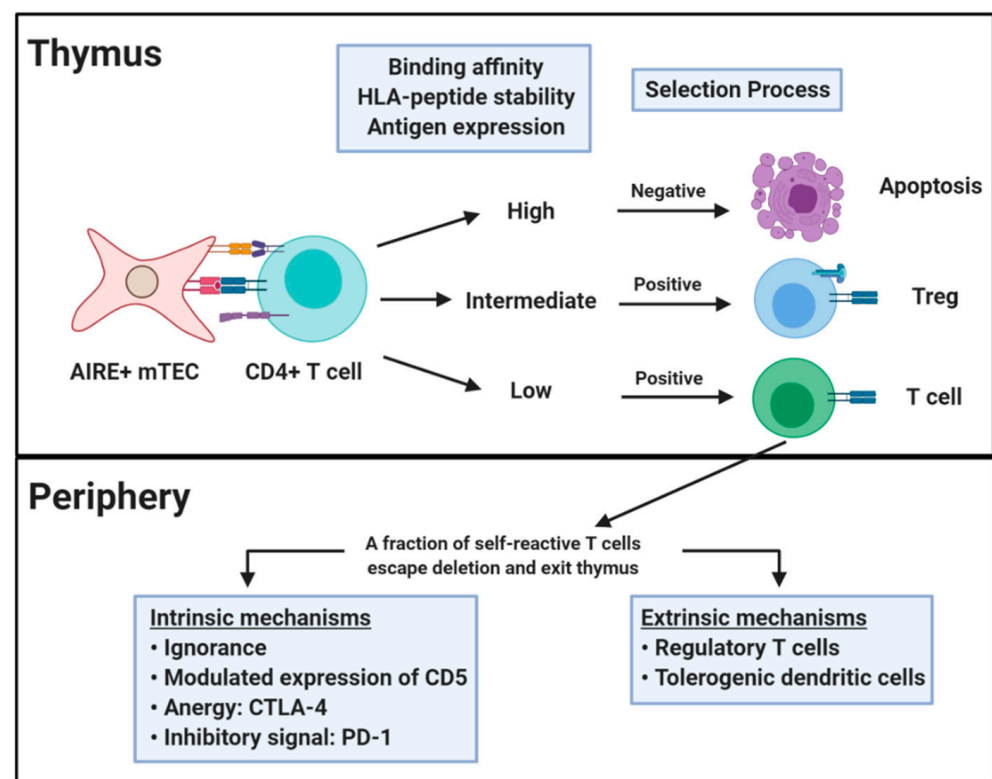 Thymus
Binding affinity
HLA-peptide stability
Antigen expression
Selection Process
High
Negative
Apoptosis
Intermediate
Positive
Treg
AIRE+ mTEC
CD4+ T cell
Low
Positive
T cell
Periphery
A fraction of self-reactive T cells
escape deletion and exit thymus
Intrinsic mechanisms
• Ignorance
• Modulated expression of CD5
• Anergy: CTLA-4
• Inhibitory signal: PD-1
Extrinsic mechanisms
• Regulatory T cells
• Tolerogenic dendritic cells